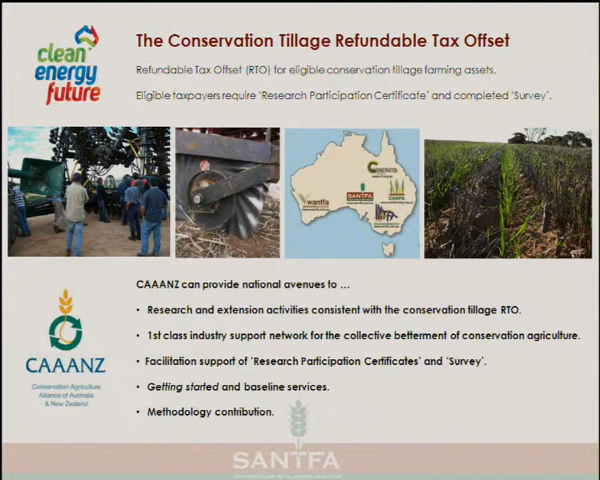 clean
energy
future
The Conservation Tillage Refundable Tax Offset
Refundable Tax Offset (RTO) for eligible conservation tillage farming assets.
Eligible taxpayers require 'Research Participation Certificate' and completed 'Survey'.
CONSERVATION
wantfa
SANTFA
CANFA
CAAANZ can provide national avenues to …
• Research and extension activities consistent with the conservation tillage RTO.
• 1st class industry support network for the collective betterment of conservation agriculture.
• Facilitation support of 'Research Participation Certificates' and 'Survey'.
• Getting started and baseline services.
• Methodology contribution.
CAAANZ
Conservation Agriculture
Alliance of Australia
& New Zealand
SANTFA